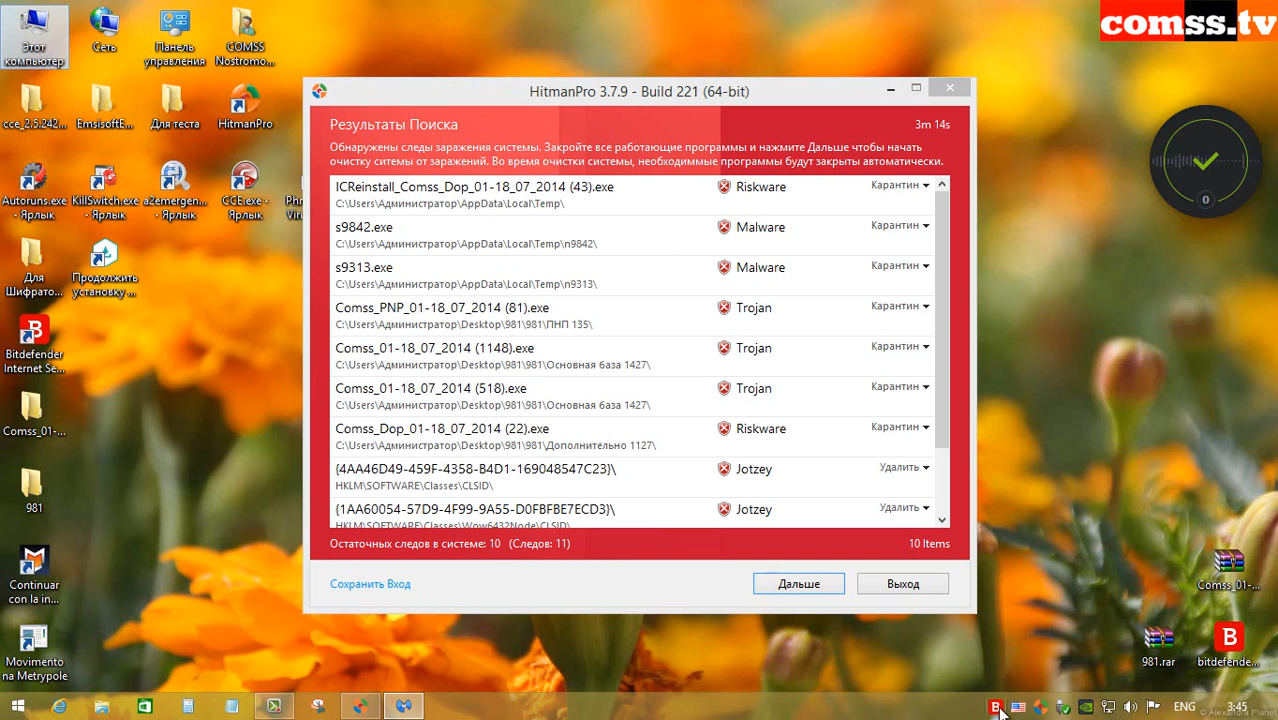 comss.tv
Этот
компьютер
Сеть
Панель
управления
COMSS
Nostromo...
cce_2.5.242...
EmsisoftE...
Для теста
HitmanPro
Autoruns.exe
- Ярлык
KillSwitch.exe
- Ярлык
a2emergen...
- Ярлык
CCE.exe -
Ярлык
Для
Шифрато...
Продолжить
установку ...
Bitdefender
Internet Se...
Comss_01-...
981
Continuar
con la in...
Movimento
na Metrypole
HitmanPro 3.7.9 - Build 221 (64-bit)
Результаты Поиска
3m 14s
Обнаружены следы заражения системы. Закройте все работающие программы и нажмите Дальше чтобы начать
очистку ситемы от заражений. Во время очистки системы, необходиммые программы будут закрыты автоматически.
ICReinstall_Comss_Dop_01-18_07_2014 (43).exe
Riskware
Карантин
C:\Users\Администратор\AppData\Local\Temp\
s9842.exe
Malware
Карантин
C:\Users\Администратор\AppData\Local\Temp\n9842\
s9313.exe
Malware
Карантин
C:\Users\Администратор\AppData\Local\Temp\n9313\
Comss_PNP_01-18_07_2014 (81).exe
Trojan
Карантин
C:\Users\Администратор\Desktop\981\981\ПНП 135\
Comss_01-18_07_2014 (1148).exe
Trojan
Карантин
C:\Users\Администратор\Desktop\981\981\Основная база 1427\
Comss_01-18_07_2014 (518).exe
Trojan
Карантин
C:\Users\Администратор\Desktop\981\981\Основная база 1427\
Comss_Dop_01-18_07_2014 (22).exe
Riskware
Карантин
C:\Users\Администратор\Desktop\981\981\Дополнительно 1127\
{4AA46D49-459F-4358-B4D1-169048547C23}\
Jotzey
Удалить
HKLM\SOFTWARE\Classes\CLSID\
{1AA60054-57D9-4F99-9A55-D0FBFBE7ECD3}\
Jotzey
Удалить
HKLM\SOFTWARE\Classes\Wow6432Node\CLSID\
Остаточных следов в системе: 10 (Следов: 11)
10 Items
Сохранить Вход
Дальше
Выход
0
Comss_01-...
981.rar
bitdefende...
ENG
3:45